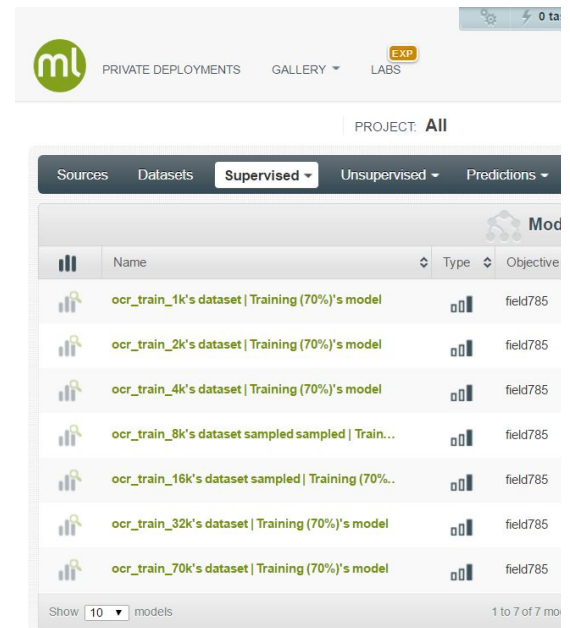 0 ta
ml PRIVATE DEPLOYMENTS GALLERY LABS EXP
PROJECT: All
Sources Datasets Supervised Unsupervised Predictions
Mod
Name Type Objective
ocr_train_1k's dataset | Training (70%)'s model field785
ocr_train_2k's dataset | Training (70%)'s model field785
ocr_train_4k's dataset | Training (70%)'s model field785
ocr_train_8k's dataset sampled sampled | Train... field785
ocr_train_16k's dataset sampled | Training (70%.. field785
ocr_train_32k's dataset | Training (70%)'s model field785
ocr_train_70k's dataset | Training (70%)'s model field785
Show 10 models 1 to 7 of 7 mo